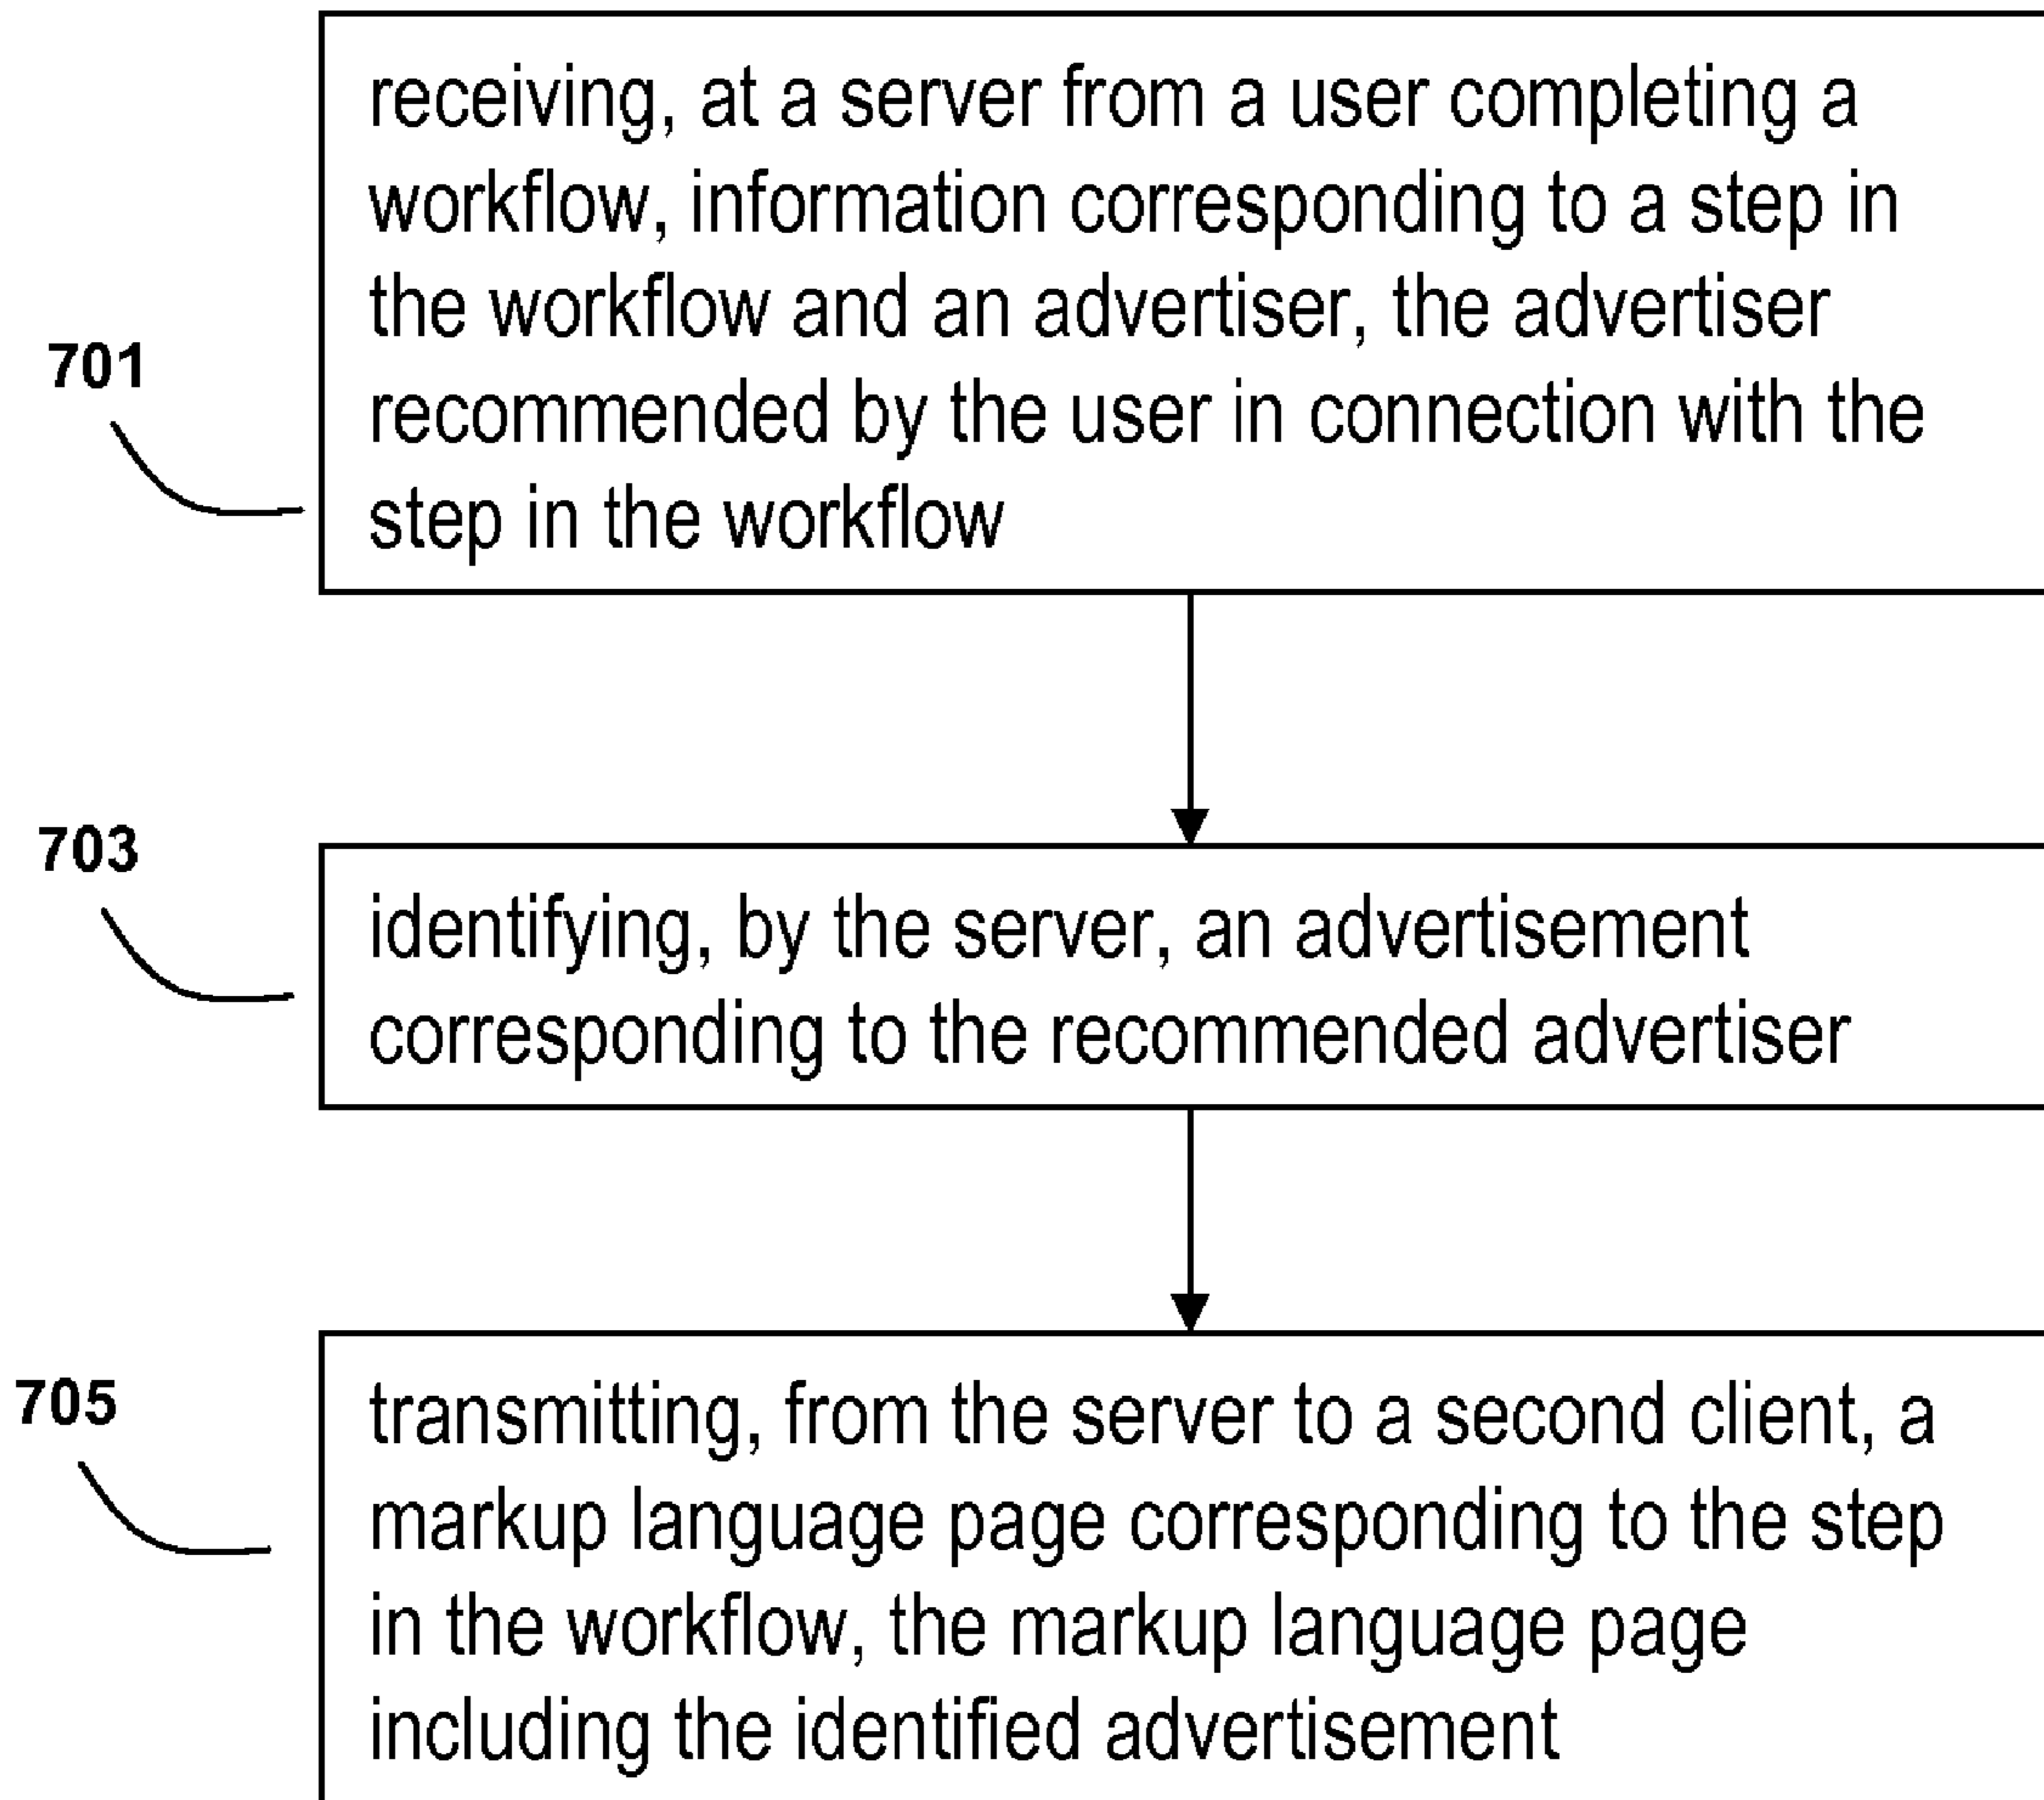 receiving, at a server from a user completing a
workflow, information corresponding to a step in
the workflow and an advertiser, the advertiser
701
recommended by the user in connection with the
step in the workflow
703
identifying, by the server, an advertisement
corresponding to the recommended advertiser
705
transmitting, from the server to a second client, a
markup language page corresponding to the step
in the workflow, the markup language page
including the identified advertisement